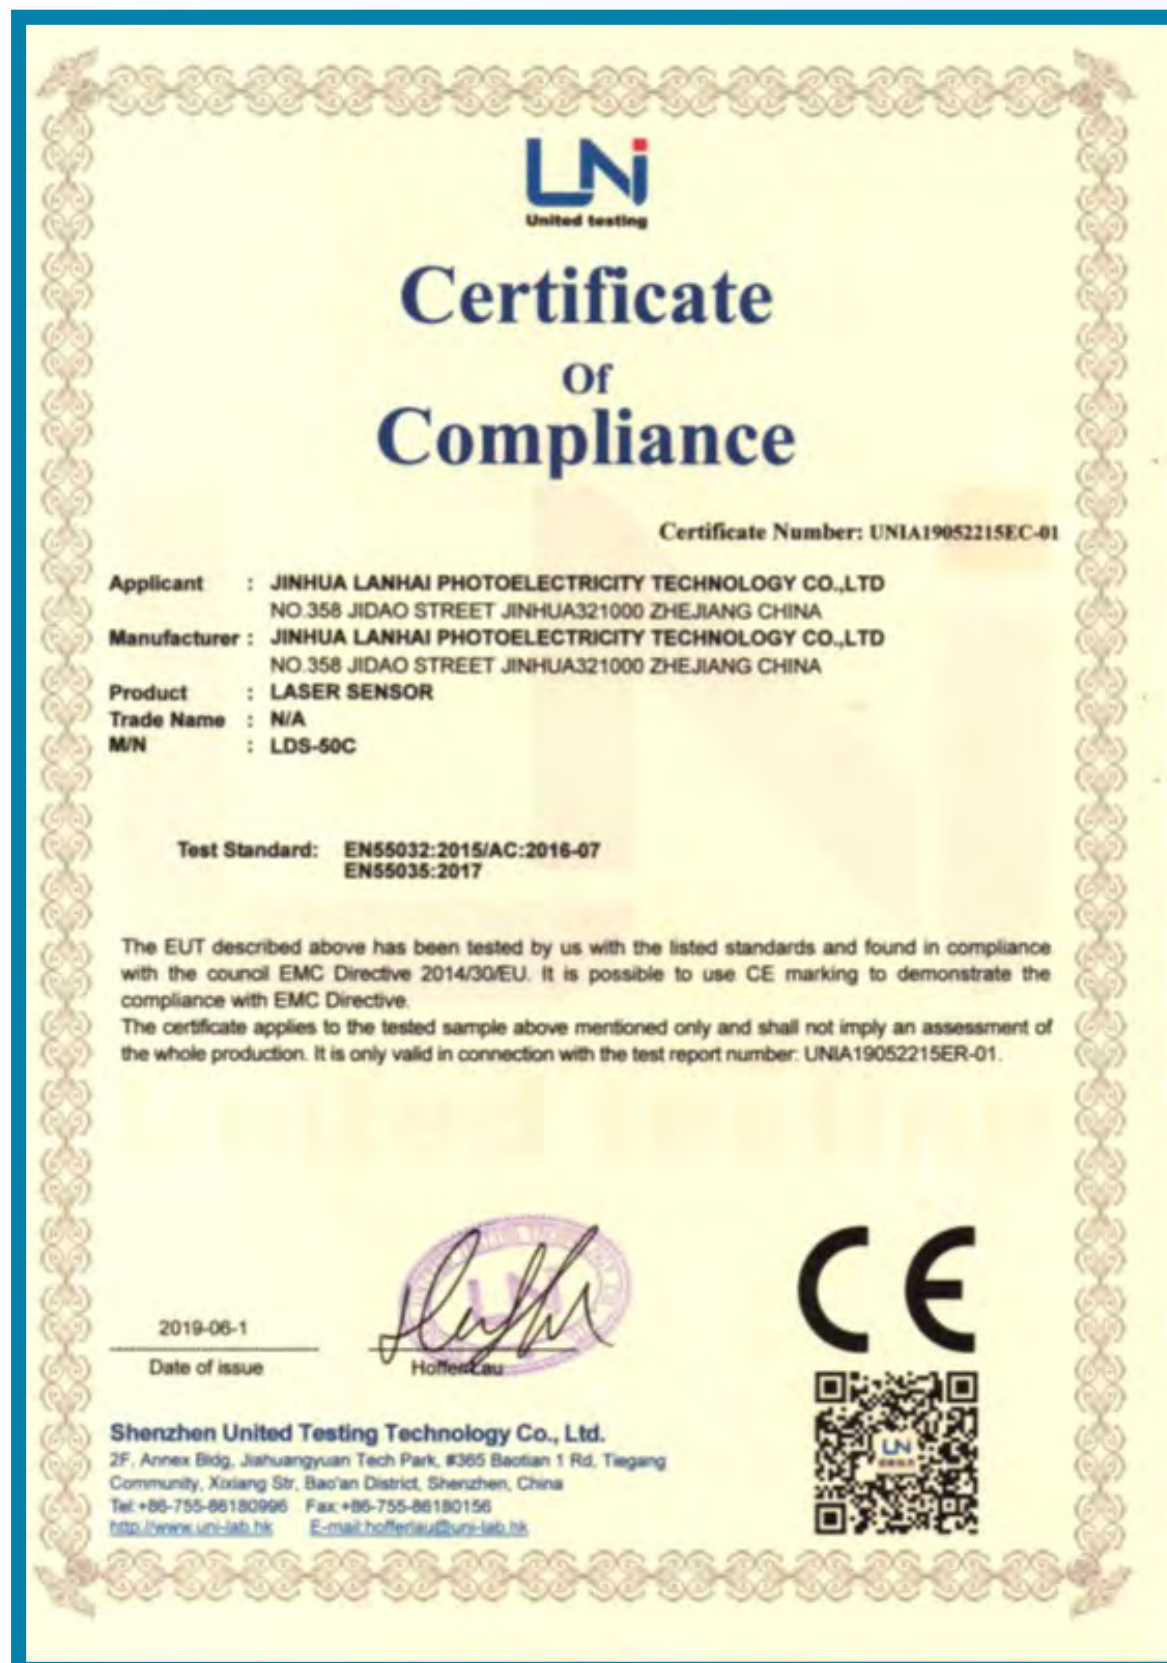 UNi
United testing
Certificate
Of
Compliance
Certificate Number: UNIA19052215EC-01
Applicant : JINHUA LANHAI PHOTOELECTRICITY TECHNOLOGY CO.,LTD
NO.358 JIDAO STREET JINHUA321000 ZHEJIANG CHINA
Manufacturer : JINHUA LANHAI PHOTOELECTRICITY TECHNOLOGY CO.,LTD
NO.358 JIDAO STREET JINHUA321000 ZHEJIANG CHINA
Product : LASER SENSOR
Trade Name : N/A
M/N : LDS-50C
Test Standard: EN55032:2015/AC:2016-07
EN55035:2017
The EUT described above has been tested by us with the listed standards and found in compliance
with the council EMC Directive 2014/30/EU. It is possible to use CE marking to demonstrate the
compliance with EMC Directive.
The certificate applies to the tested sample above mentioned only and shall not imply an assessment of
the whole production. It is only valid in connection with the test report number: UNIA19052215ER-01.
CE
2019-06-1
Date of issue
Hoffer Lau
Shenzhen United Testing Technology Co., Ltd.
2F, Annex Bldg, Jiahuangyuan Tech Park, #365 Baotian 1 Rd, Tiegang
Community, Xixiang Str, Bao'an District, Shenzhen, China
Tel:+86-755-86180996 Fax:+86-755-86180156
http://www.uni-lab.hk E-mail:hofferlau@uni-lab.hk